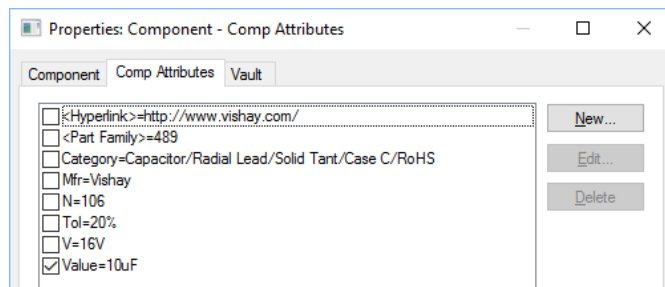 Properties: Component - Comp Attributes
Component Comp Attributes Vault
<Hyperlink>=http://www.vishay.com/
<Part Family>=489
Category=Capacitor/Radial Lead/Solid Tant/Case C/RoHS
Mfr=Vishay
N=106
Tol=20%
V=16V
Value=10uF
New...
Edit...
Delete